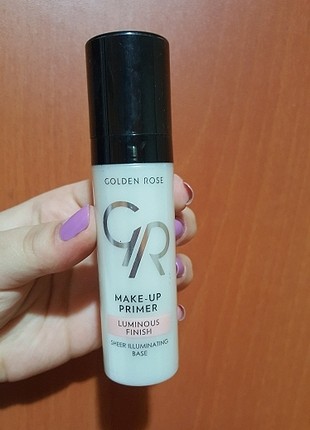 GOLDEN ROSE
GR
MAKE-UP
PRIMER
LUMINOUS
FINISH
SHEER ILLUMINATING
BASE